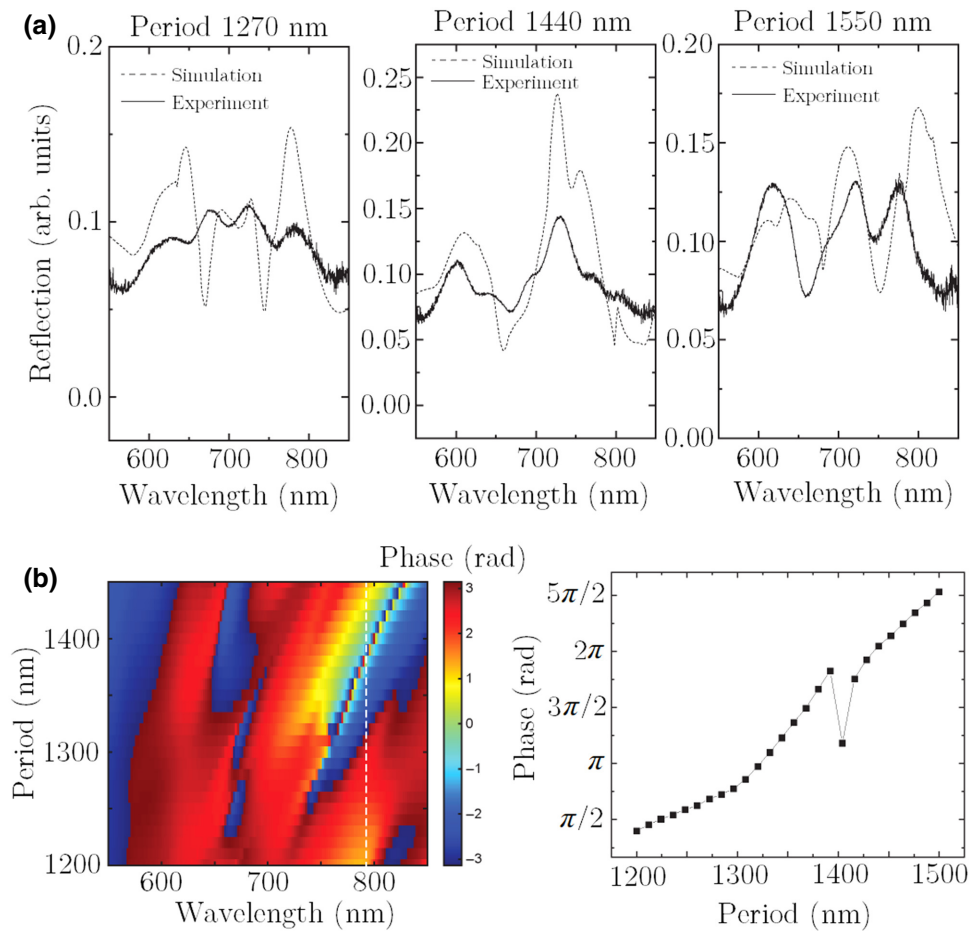 (a)
Period 1270 nm
Period 1440 nm
Period 1550 nm
Reflection (arb. units)
0.2
0.1
0.0
Simulation
Experiment
600 700 800
Wavelength (nm)
0.25
0.20
0.15
0.10
0.05
0.00
Simulation
Experiment
600 700 800
Wavelength (nm)
0.20
0.15
0.10
0.05
0.00
Simulation
Experiment
600 700 800
Wavelength (nm)
(b)
Phase (rad)
Period (nm)
1400
1300
1200
600 700 800
Wavelength (nm)
3
2
1
0
−1
−2
−3
Phase (rad)
5π/2
2π
3π/2
π
π/2
1200 1300 1400 1500
Period (nm)